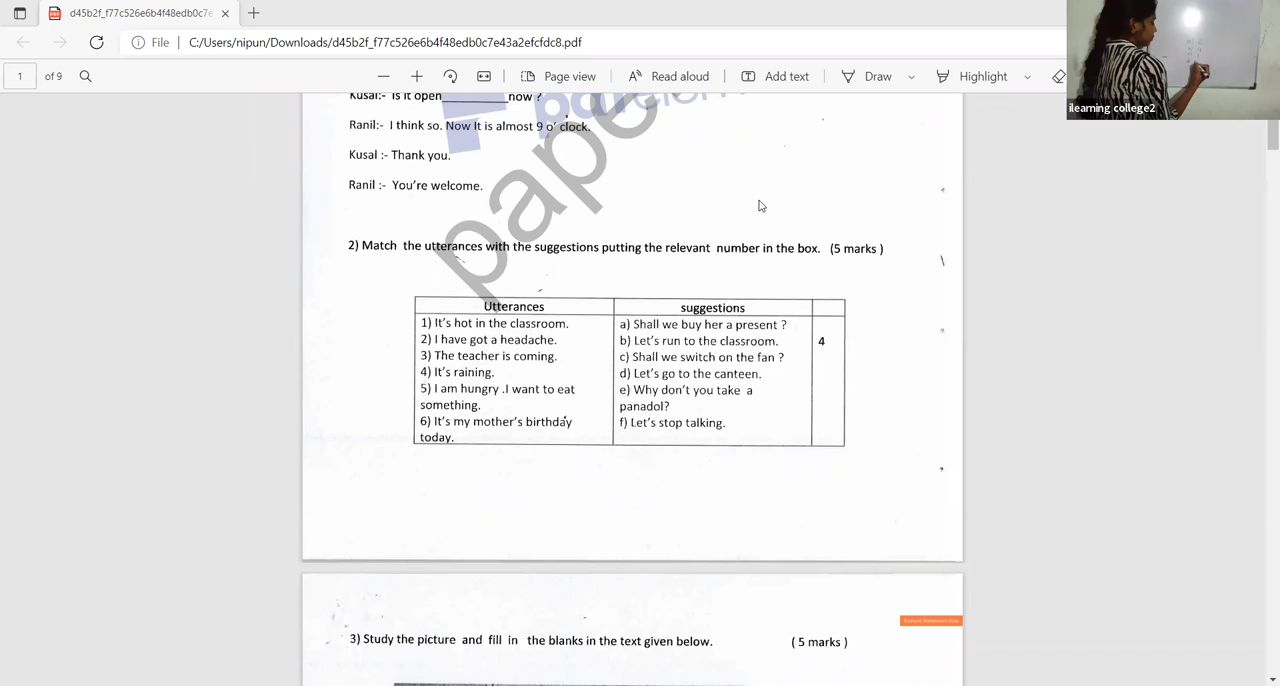 d45b2f_f77c526e6b4f48edb0c7e
File C:/Users/nipun/Downloads/d45b2f_f77c526e6b4f48edb0c7e43a2efcfdc8.pdf
1 of 9 Page view Read aloud Add text Draw Highlight
ilearning college2
Kusal:- Is it open________now ?
Ranil:- I think so. Now It is almost 9 o' clock.
Kusal :- Thank you.
Ranil :- You're welcome.
2) Match the utterances with the suggestions putting the relevant number in the box. (5 marks )
Utterances suggestions
1) It's hot in the classroom. a) Shall we buy her a present ?
2) I have got a headache. b) Let's run to the classroom. 4
3) The teacher is coming. c) Shall we switch on the fan ?
4) It's raining. d) Let's go to the canteen.
5) I am hungry .I want to eat e) Why don't you take a
something. panadol?
6) It's my mother's birthday f) Let's stop talking.
today.
3) Study the picture and fill in the blanks in the text given below. ( 5 marks )